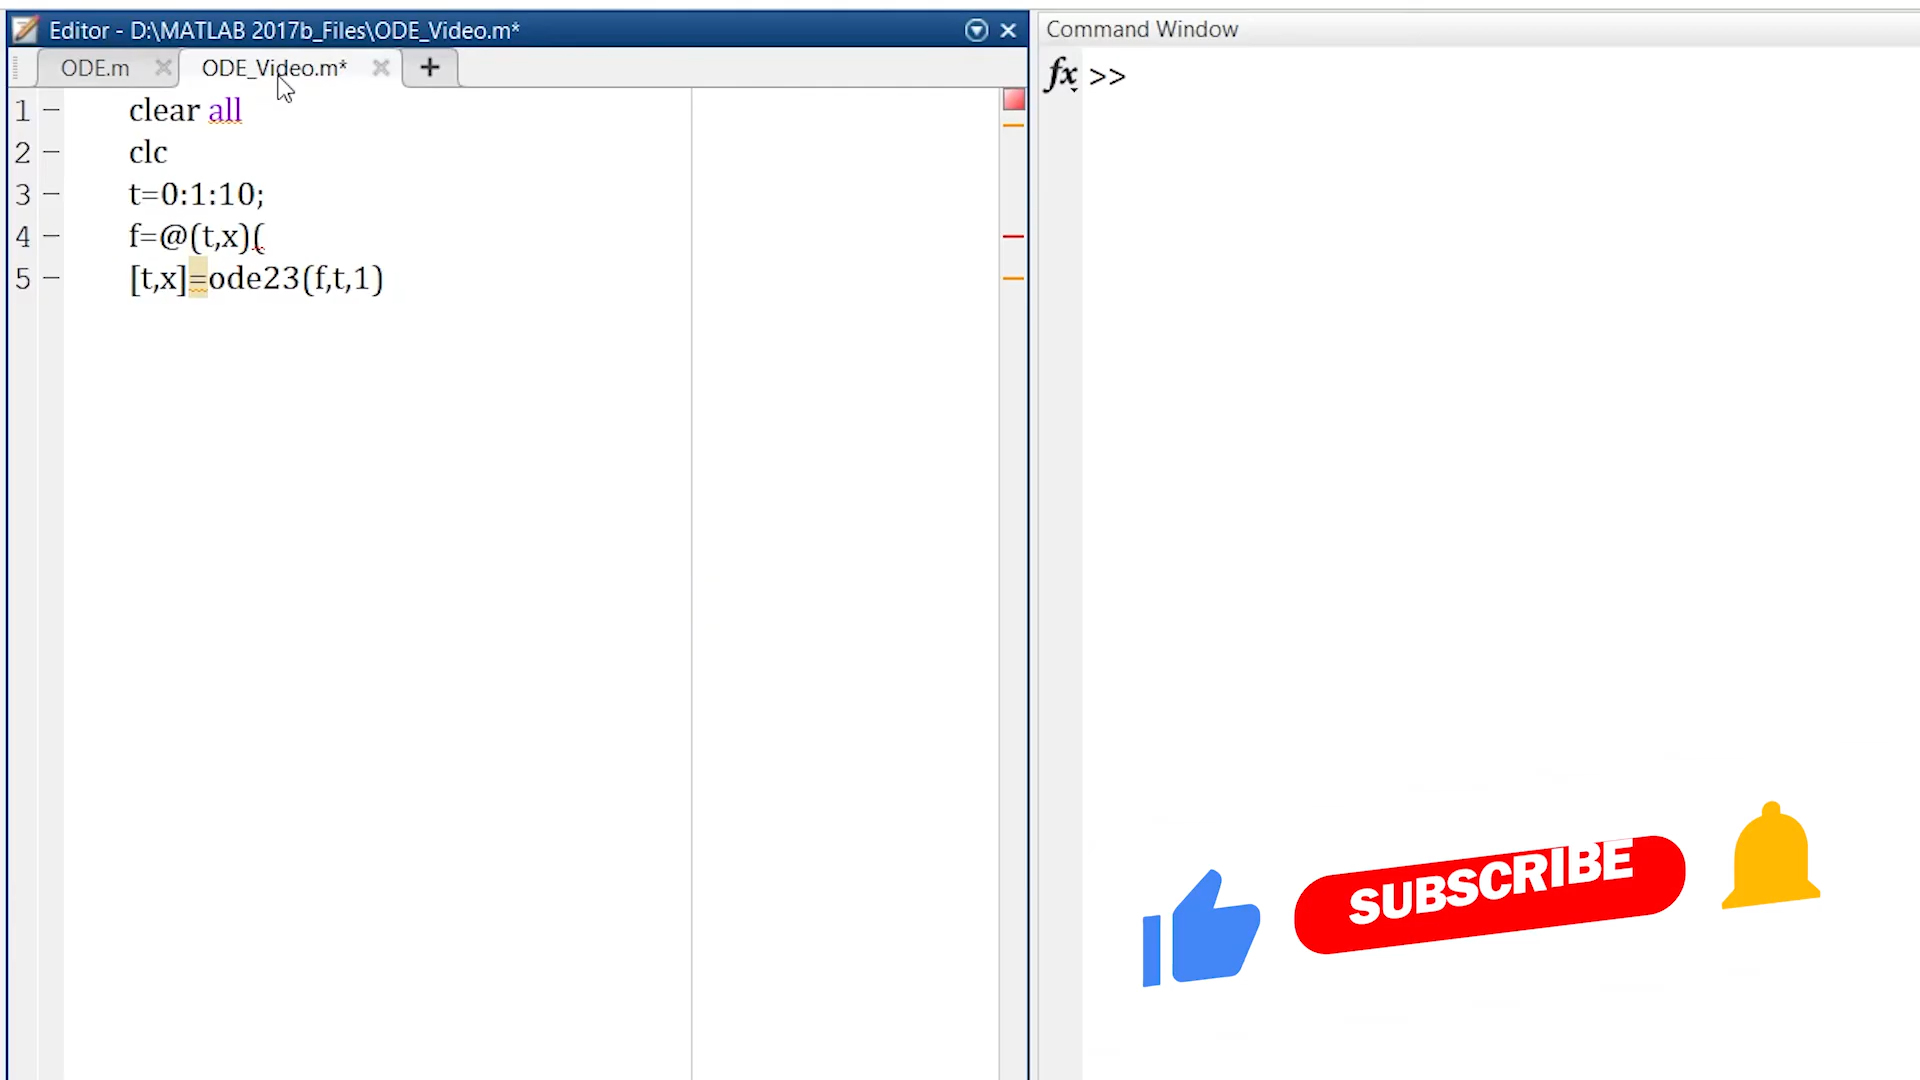 Editor - D:\MATLAB 2017b_Files\ODE_Video.m*
Command Window
ODE.m ODE_Video.m* +
fx >>
1 clear all
2 clc
3 t=0:1:10;
4 f=@(t,x)(
5 [t,x]=ode23(f,t,1)
SUBSCRIBE